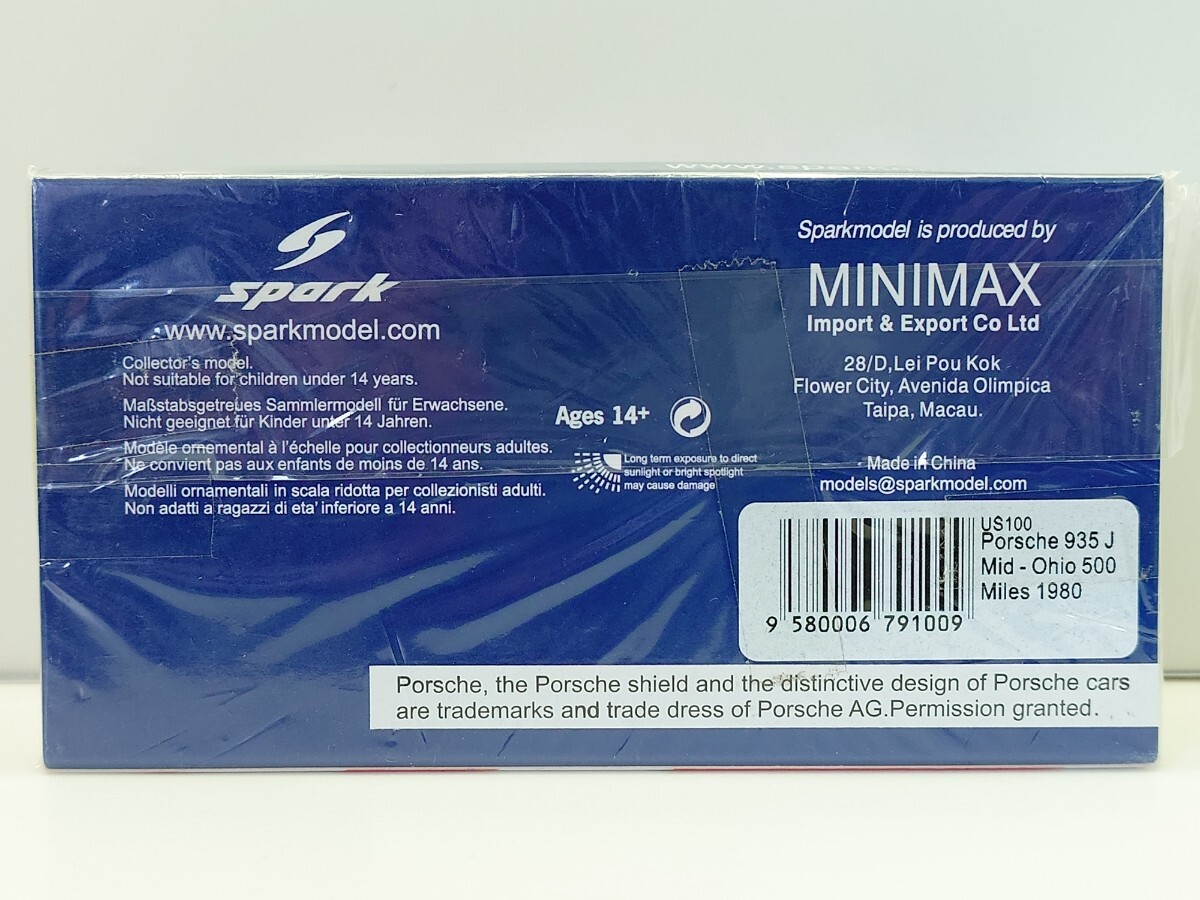 spark
www.sparkmodel.com
Collector's model.
Not suitable for children under 14 years.
Maßstabsgetreues Sammlermodell für Erwachsene.
Nicht geeignet für Kinder unter 14 Jahren.
Modèle ornemental à l'échelle pour collectionneurs adultes.
Ne convient pas aux enfants de moins de 14 ans.
Modelli ornamentali in scala ridotta per collezionisti adulti.
Non adatti a ragazzi di eta' inferiore a 14 anni.
Ages 14+
Long term exposure to direct
sunlight or bright spotlight
may cause damage
Sparkmodel is produced by
MINIMAX
Import & Export Co Ltd
28/D,Lei Pou Kok
Flower City, Avenida Olimpica
Taipa, Macau.
Made in China
models@sparkmodel.com
US100
Porsche 935 J
Mid - Ohio 500
Miles 1980
9 580006 791009
Porsche, the Porsche shield and the distinctive design of Porsche cars
are trademarks and trade dress of Porsche AG.Permission granted.